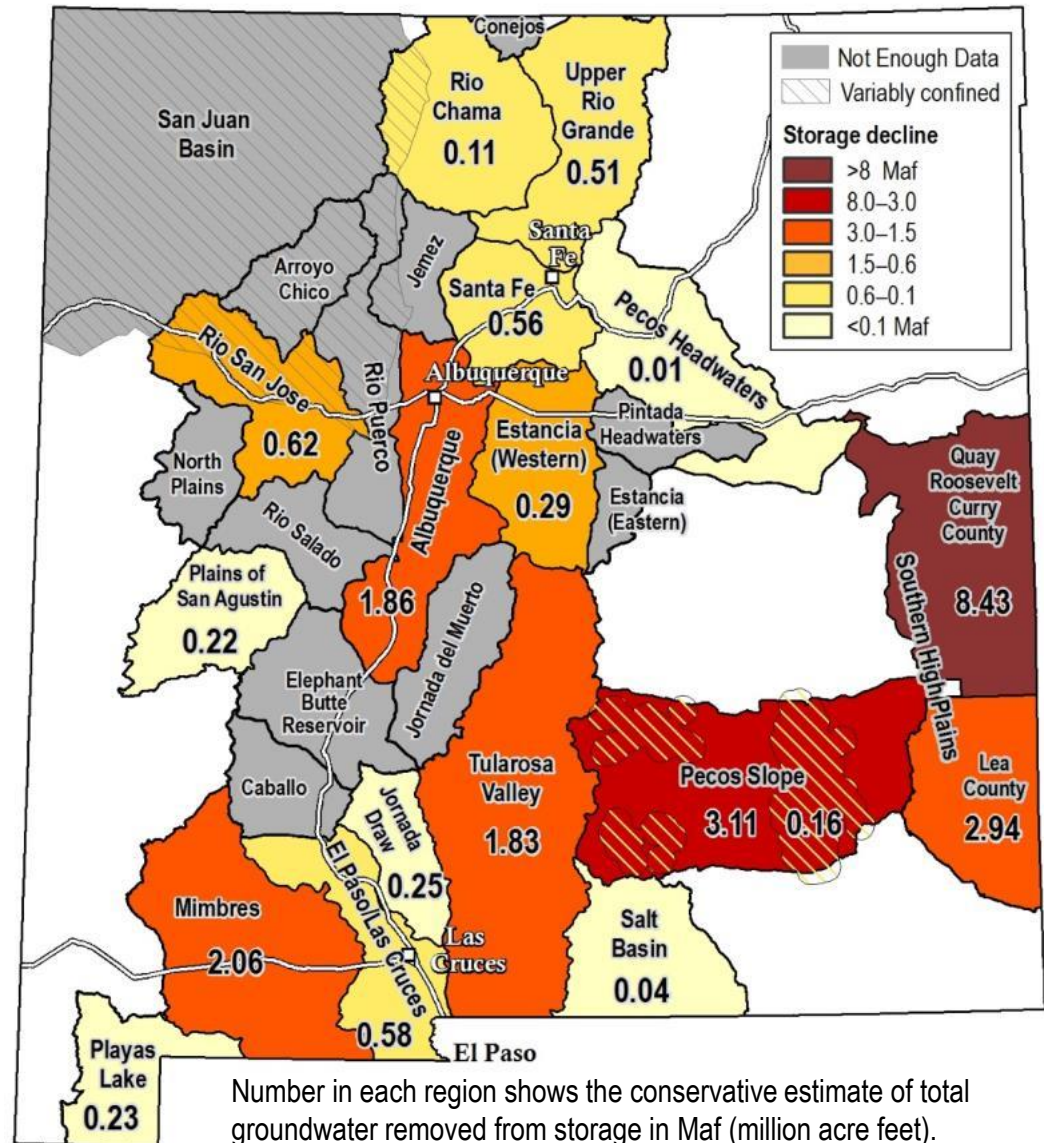 Conejos
Rio
Chama
0.11
Upper
Rio
Grande
0.51
Not Enough Data
Variably confined
Storage decline
>8 Maf
8.0–3.0
3.0–1.5
1.5–0.6
0.6–0.1
<0.1 Maf
San Juan
Basin
Arroyo
Chico
Jemez
Santa
Fe
Santa Fe
0.56
Pecos Headwaters
0.01
Rio San Jose
0.62
Rio Puerco
Albuquerque
Albuquerque
1.86
Estancia
(Western)
0.29
Pintada
Headwaters
Estancia
(Eastern)
Quay
Roosevelt
Curry
County
8.43
Southern High Plains
North
Plains
Rio Salado
Plains of
San Agustin
0.22
Elephant
Butte
Reservoir
Jornada del Muerto
Caballo
Tularosa
Valley
1.83
Pecos Slope
3.11
0.16
Lea
County
2.94
Jornada
Draw
0.25
El Paso/Las Cruces
0.58
Mimbres
2.06
Las
Cruces
Salt
Basin
0.04
Playas
Lake
0.23
El Paso
Number in each region shows the conservative estimate of total
groundwater removed from storage in Maf (million acre feet).